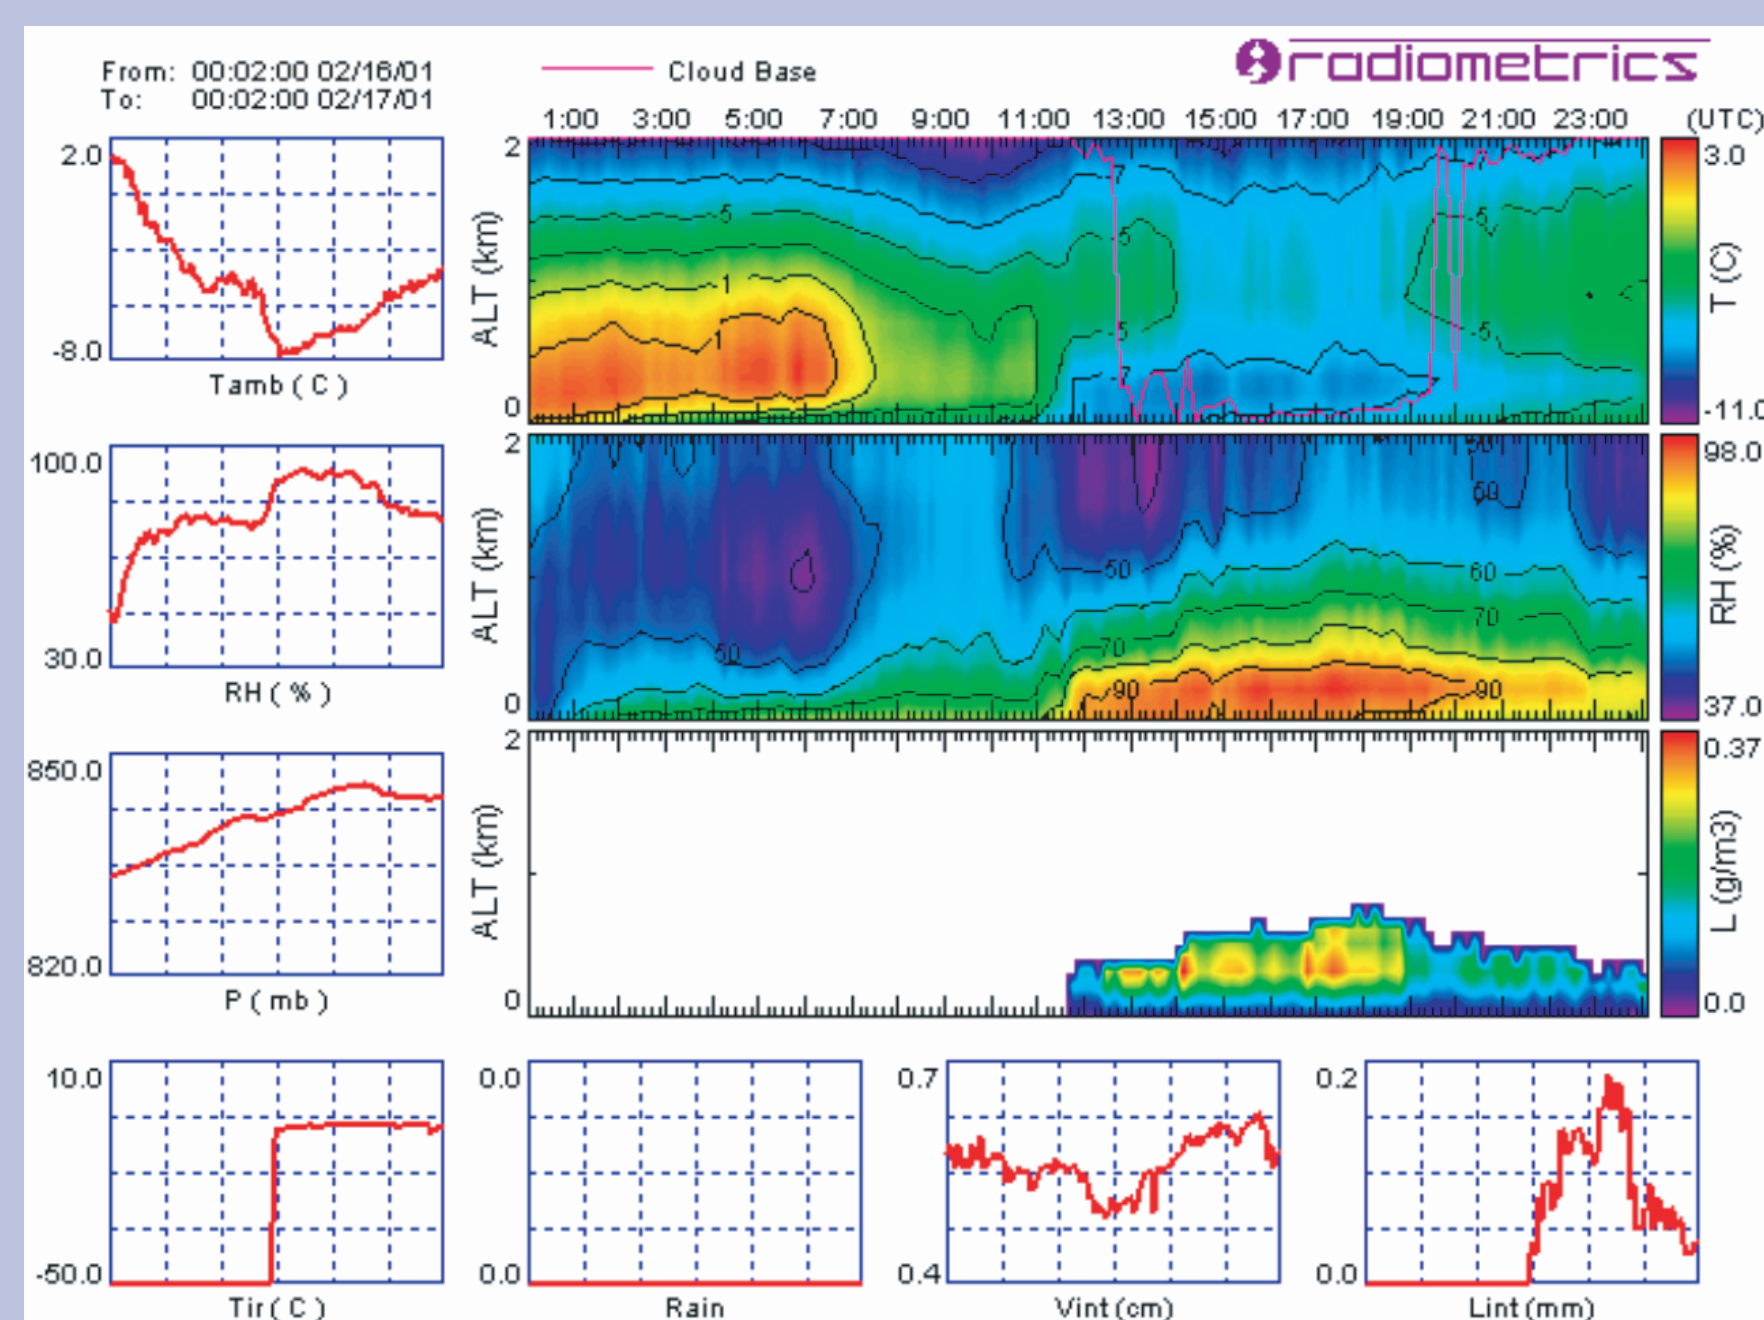 From: 00:02:00 02/16/01
To: 00:02:00 02/17/01
Cloud Base
radiometrics
1:00 3:00 5:00 7:00 9:00 11:00 13:00 15:00 17:00 19:00 21:00 23:00 (UTC)
2.0
-8.0
Tamb ( C )
2
ALT (km)
0
7
5
1
1
-5
-5
-7
-5
-5
3.0
T (C)
-11.0
100.0
30.0
RH ( % )
2
ALT (km)
0
50
50
50
60
70
70
90
90
98.0
RH (%)
37.0
850.0
820.0
P ( mb )
2
ALT (km)
0
0.37
L (g/m3)
0.0
10.0
-50.0
Tir ( C )
0.0
0.0
Rain
0.7
0.4
Vint (cm)
0.2
0.0
Lint (mm)